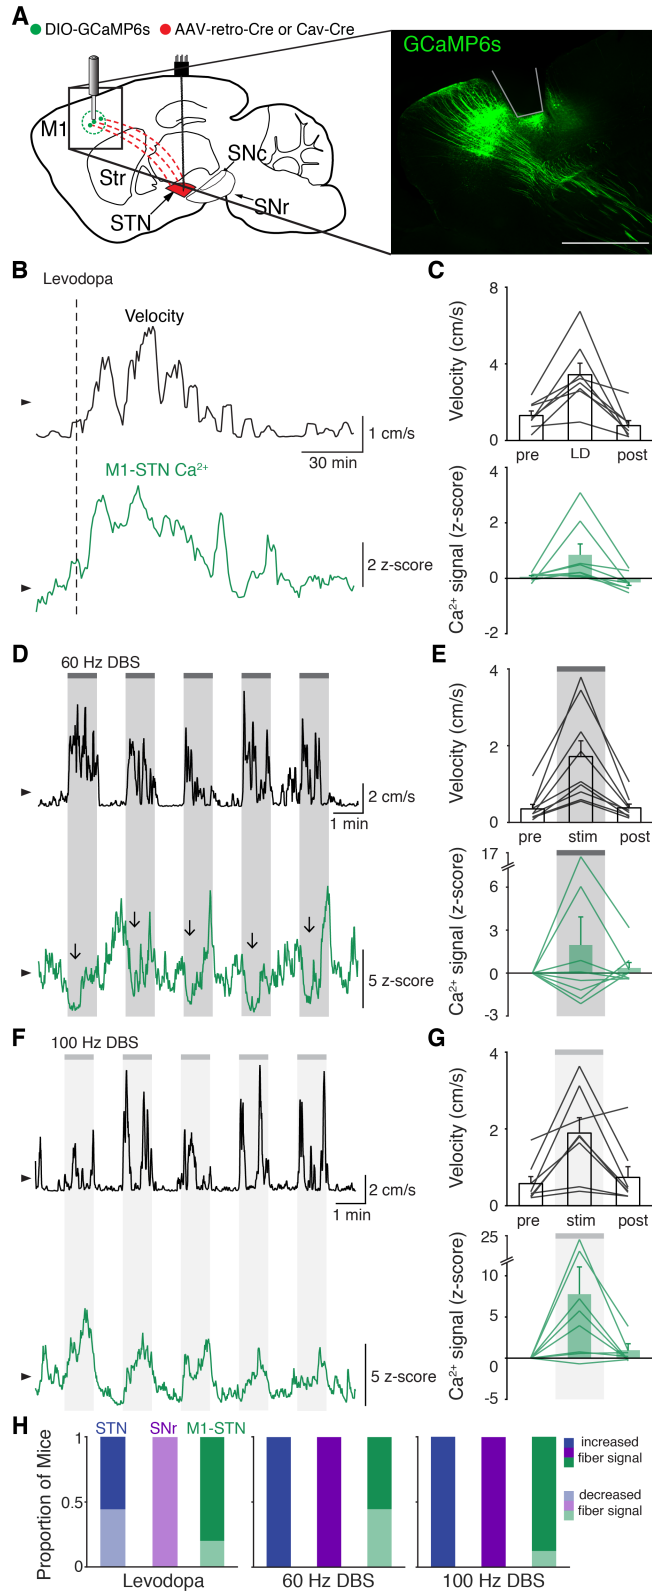 A
DIO-GCaMP6s
AAV-retro-Cre or Cav-Cre
GCaMP6s
M1
Str
SNc
STN
SNr
B
Levodopa
Velocity
1 cm/s
30 min
M1-STN Ca²⁺
2 z-score
C
Velocity (cm/s)
8
4
0
pre LD post
Ca²⁺ signal (z-score)
4
2
0
-2
D
60 Hz DBS
2 cm/s
1 min
5 z-score
E
Velocity (cm/s)
4
2
0
pre stim post
Ca²⁺ signal (z-score)
17
6
3
0
-3
F
100 Hz DBS
2 cm/s
1 min
5 z-score
G
Velocity (cm/s)
4
2
0
pre stim post
Ca²⁺ signal (z-score)
25
10
5
0
-5
H
Proportion of Mice
1
0.5
0
STN SNr M1-STN
Levodopa
60 Hz DBS
100 Hz DBS
increased
fiber signal
decreased
fiber signal